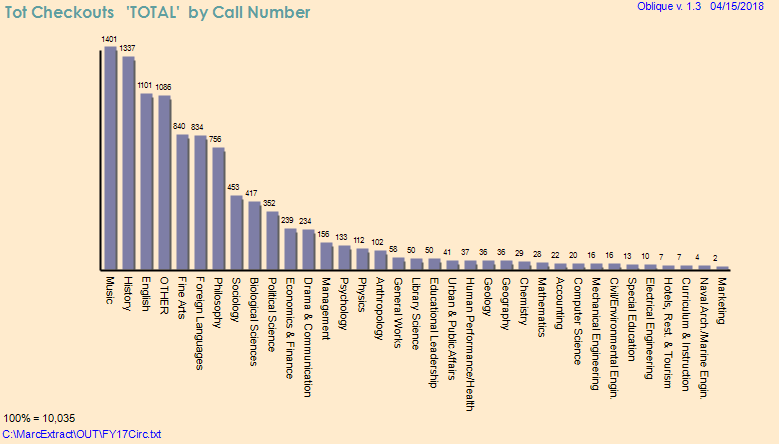 Tot Checkouts 'TOTAL' by Call Number
Oblique v. 1.3 04/15/2018
1401
1337
1101
1086
840
834
756
453
417
352
239
234
156
133
112
102
58
50
50
41
37
36
36
29
28
22
20
16
16
13
10
7
7
4
2
Music
History
English
OTHER
Fine Arts
Foreign Languages
Philosophy
Sociology
Biological Sciences
Political Science
Economics & Finance
Drama & Communication
Management
Psychology
Physics
Anthropology
General Works
Library Science
Educational Leadership
Urban & Public Affairs
Human Performance/Health
Geology
Geography
Chemistry
Mathematics
Accounting
Computer Science
Mechanical Engineering
Civil/Environmental Engin.
Special Education
Electrical Engineering
Hotels, Rest. & Tourism
Curriculum & Instruction
Naval Arch./Marine Engin.
Marketing
100% = 10,035
C:\MarcExtract\OUT\FY17Circ.txt